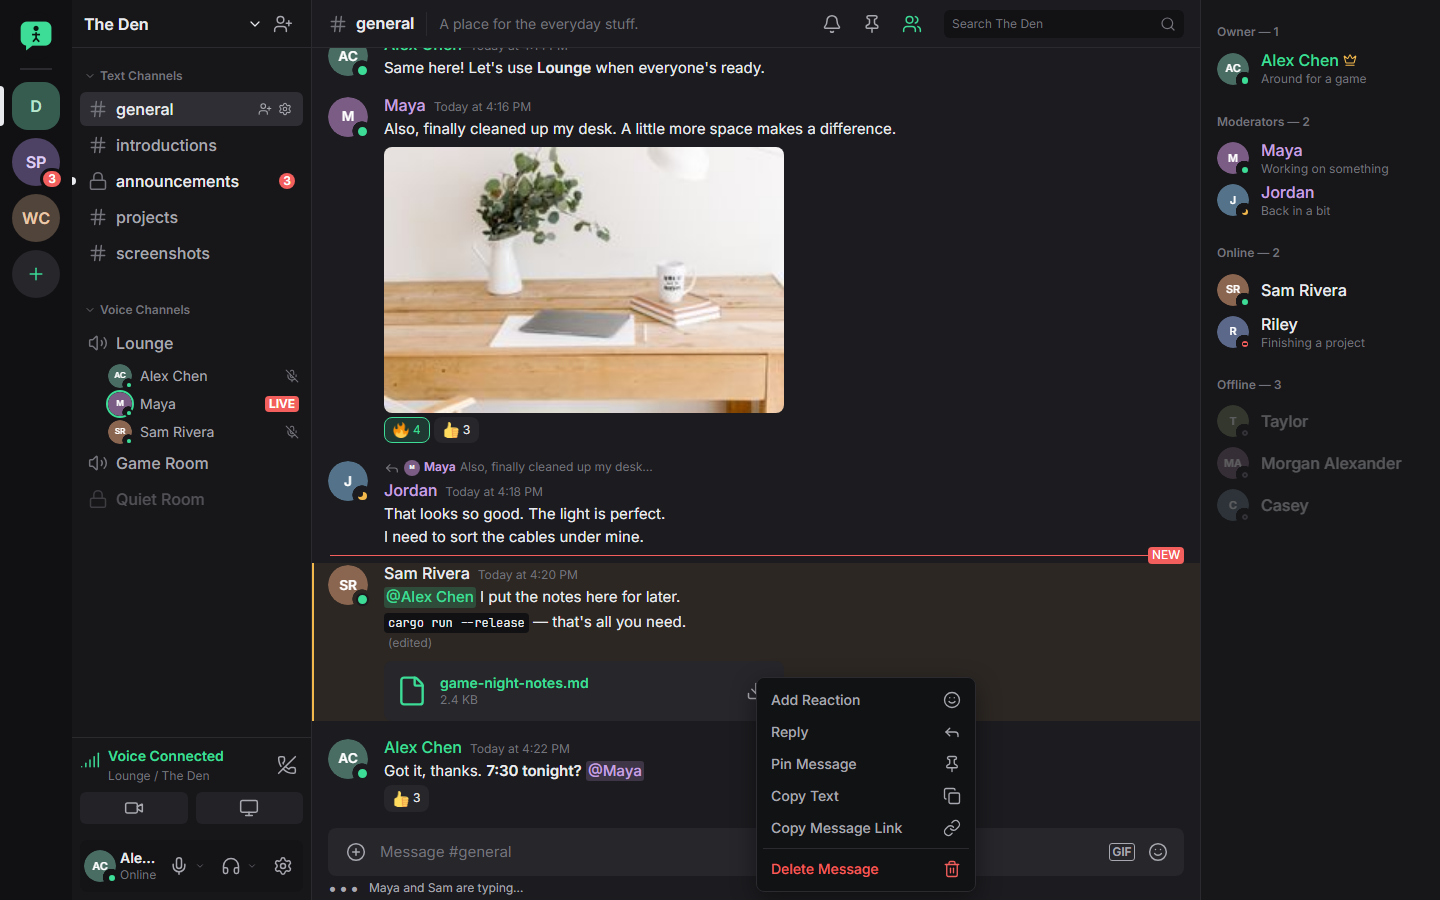 The Den
general
A place for the everyday stuff.
Search The Den
D
SP
3
WC
Text Channels
general
introductions
announcements
3
projects
screenshots
Voice Channels
Lounge
AC
Alex Chen
M
Maya
LIVE
SR
Sam Rivera
Game Room
Quiet Room
Voice Connected
Lounge / The Den
AC
Ale...
Online
AC
Same here! Let's use Lounge when everyone's ready.
M
Maya
Today at 4:16 PM
Also, finally cleaned up my desk. A little more space makes a difference.
4
3
M
Maya Also, finally cleaned up my desk...
J
Jordan
Today at 4:18 PM
That looks so good. The light is perfect.
I need to sort the cables under mine.
NEW
SR
Sam Rivera
Today at 4:20 PM
@Alex Chen I put the notes here for later.
cargo run --release — that's all you need.
(edited)
game-night-notes.md
2.4 KB
AC
Alex Chen
Today at 4:22 PM
Got it, thanks. 7:30 tonight? @Maya
3
Message #general
GIF
Maya and Sam are typing...
Add Reaction
Reply
Pin Message
Copy Text
Copy Message Link
Delete Message
Owner — 1
AC
Alex Chen
Around for a game
Moderators — 2
M
Maya
Working on something
J
Jordan
Back in a bit
Online — 2
SR
Sam Rivera
R
Riley
Finishing a project
Offline — 3
T
Taylor
MA
Morgan Alexander
C
Casey